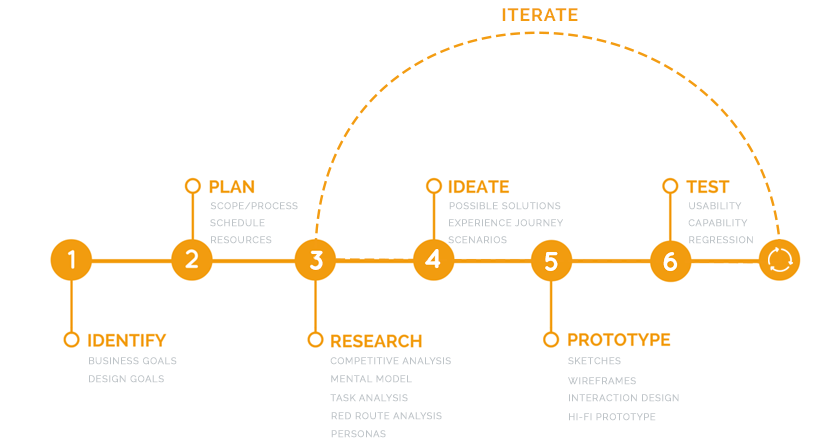 ITERATE
PLAN
SCOPE/PROCESS
SCHEDULE
RESOURCES
IDEATE
POSSIBLE SOLUTIONS
EXPERIENCE JOURNEY
SCENARIOS
TEST
USABILITY
CAPABILITY
REGRESSION
1
2
3
4
5
6
IDENTIFY
BUSINESS GOALS
DESIGN GOALS
RESEARCH
COMPETITIVE ANALYSIS
MENTAL MODEL
TASK ANALYSIS
RED ROUTE ANALYSIS
PERSONAS
PROTOTYPE
SKETCHES
WIREFRAMES
INTERACTION DESIGN
HI-FI PROTOTYPE